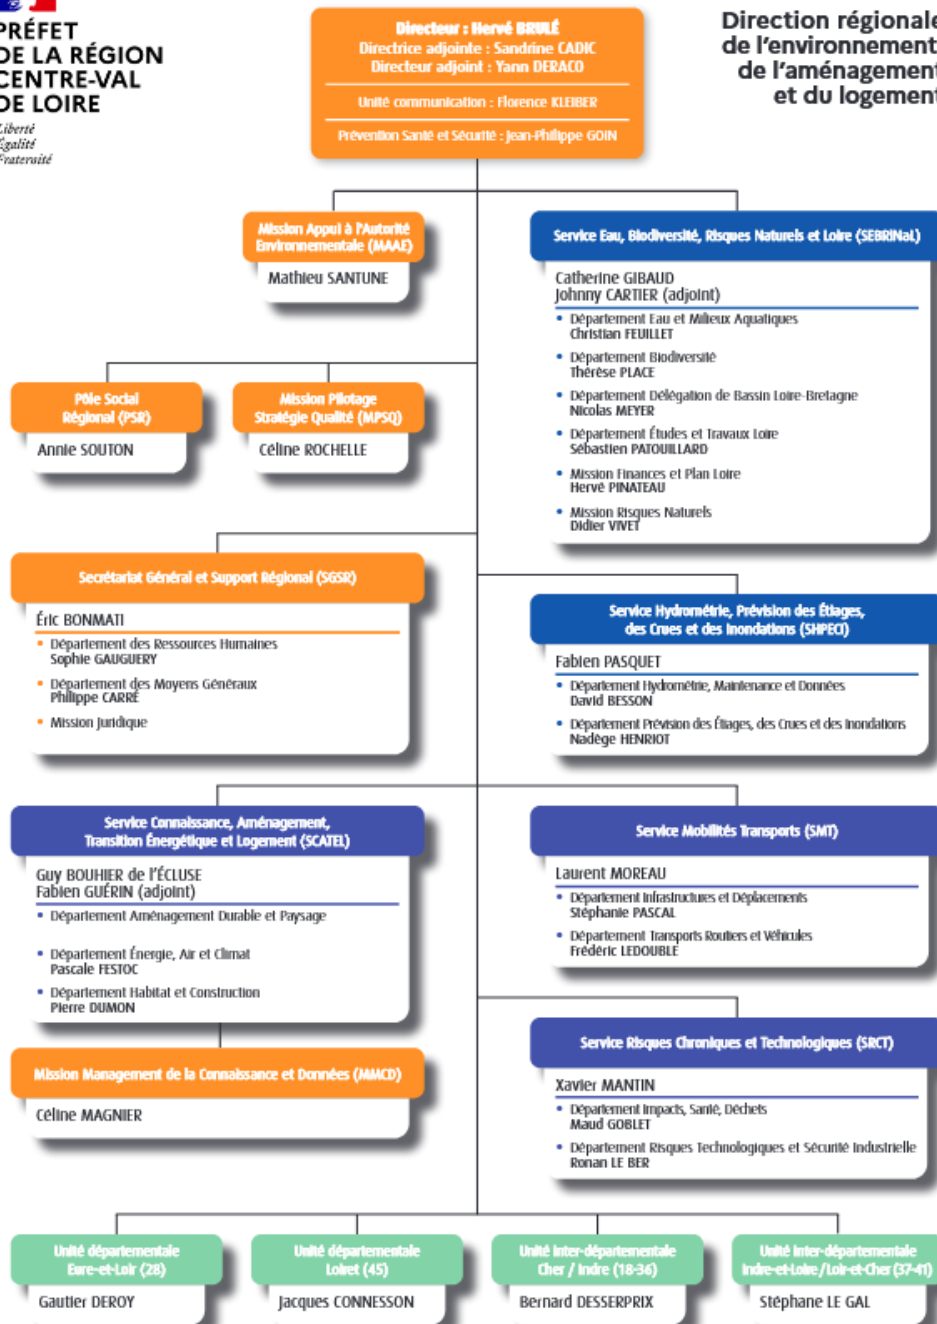 PRÉFET
DE LA RÉGION
CENTRE-VAL
DE LOIRE
Liberté
Égalité
Fraternité
Directeur : Hervé BRULÉ
Directrice adjointe : Sandrine CADIC
Directeur adjoint : Yann DERACO
Unité communication : Florence KLEIBER
Prévention Santé et Sécurité : Jean-Philippe GOIN
Direction régionale
de l'environnement
de l'aménagement
et du logement
Mission Appui à l'Autorité
Environnementale (MAAE)
Mathieu SANTUNE
Service Eau, Biodiversité, Risques Naturels et Loire (SEBRINaL)
Catherine GIBAUD
Johnny CARTIER (adjoint)
• Département Eau et Milieux Aquatiques
Christian FEUILLET
• Département Biodiversité
Thérèse PLACE
• Département Délégation de Bassin Loire-Bretagne
Nicolas MEYER
• Département Études et Travaux Loire
Sébastien PATOUILLARD
• Mission Finances et Plan Loire
Hervé PINATEAU
• Mission Risques Naturels
Didier VIVET
Pôle Social
Régional (PSR)
Annie SOUTON
Mission Pilotage
Stratégie Qualité (MPSQ)
Céline ROCHELLE
Secrétariat Général et Support Régional (SGSR)
Éric BONMATI
• Département des Ressources Humaines
Sophie GAUGUERY
• Département des Moyens Généraux
Philippe CARRÉ
• Mission Juridique
Service Hydrométrie, Prévision des Étiages,
des Crues et des Inondations (SHPECI)
Fabien PASQUET
• Département Hydrométrie, Maintenance et Données
David BESSON
• Département Prévision des Étiages, des Crues et des Inondations
Nadège HENRIOT
Service Connaissance, Aménagement,
Transition Énergétique et Logement (SCATEL)
Guy BOUHIER de l'ÉCLUSE
Fabien GUÉRIN (adjoint)
• Département Aménagement Durable et Paysage
• Département Énergie, Air et Climat
Pascale FESTOC
• Département Habitat et Construction
Pierre DUMON
Service Mobilités Transports (SMT)
Laurent MOREAU
• Département Infrastructures et Déplacements
Stéphanie PASCAL
• Département Transports Routiers et Véhicules
Frédéric LEDOUBLE
Mission Management de la Connaissance et Données (MMCD)
Céline MAGNIER
Service Risques Chroniques et Technologiques (SRCT)
Xavier MANTIN
• Département Impacts, Santé, Déchets
Maud GOBLET
• Département Risques Technologiques et Sécurité Industrielle
Ronan LE BER
Unité départementale
Eure-et-Loir (28)
Gautier DEROY
Unité départementale
Loiret (45)
Jacques CONNESSON
Unité inter-départementale
Cher / Indre (18-36)
Bernard DESSERPRIX
Unité inter-départementale
Indre-et-Loire / Loir-et-Cher (37-41)
Stéphane LE GAL